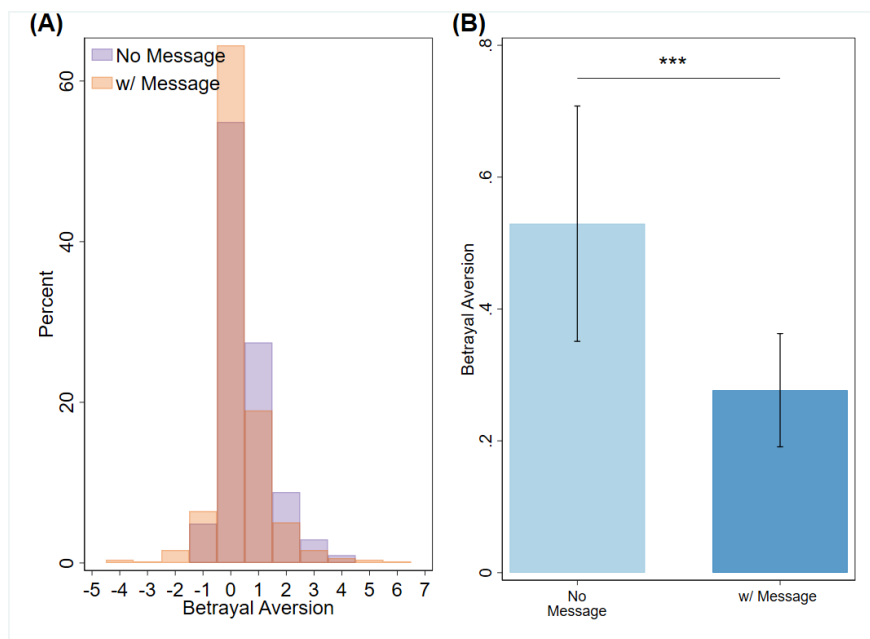 (A)
No Message
w/ Message
Percent
60
40
20
0
-5 -4 -3 -2 -1 0 1 2 3 4 5 6 7
Betrayal Aversion
(B)
***
Betrayal Aversion
.8
.6
.4
.2
0
No
Message
w/ Message